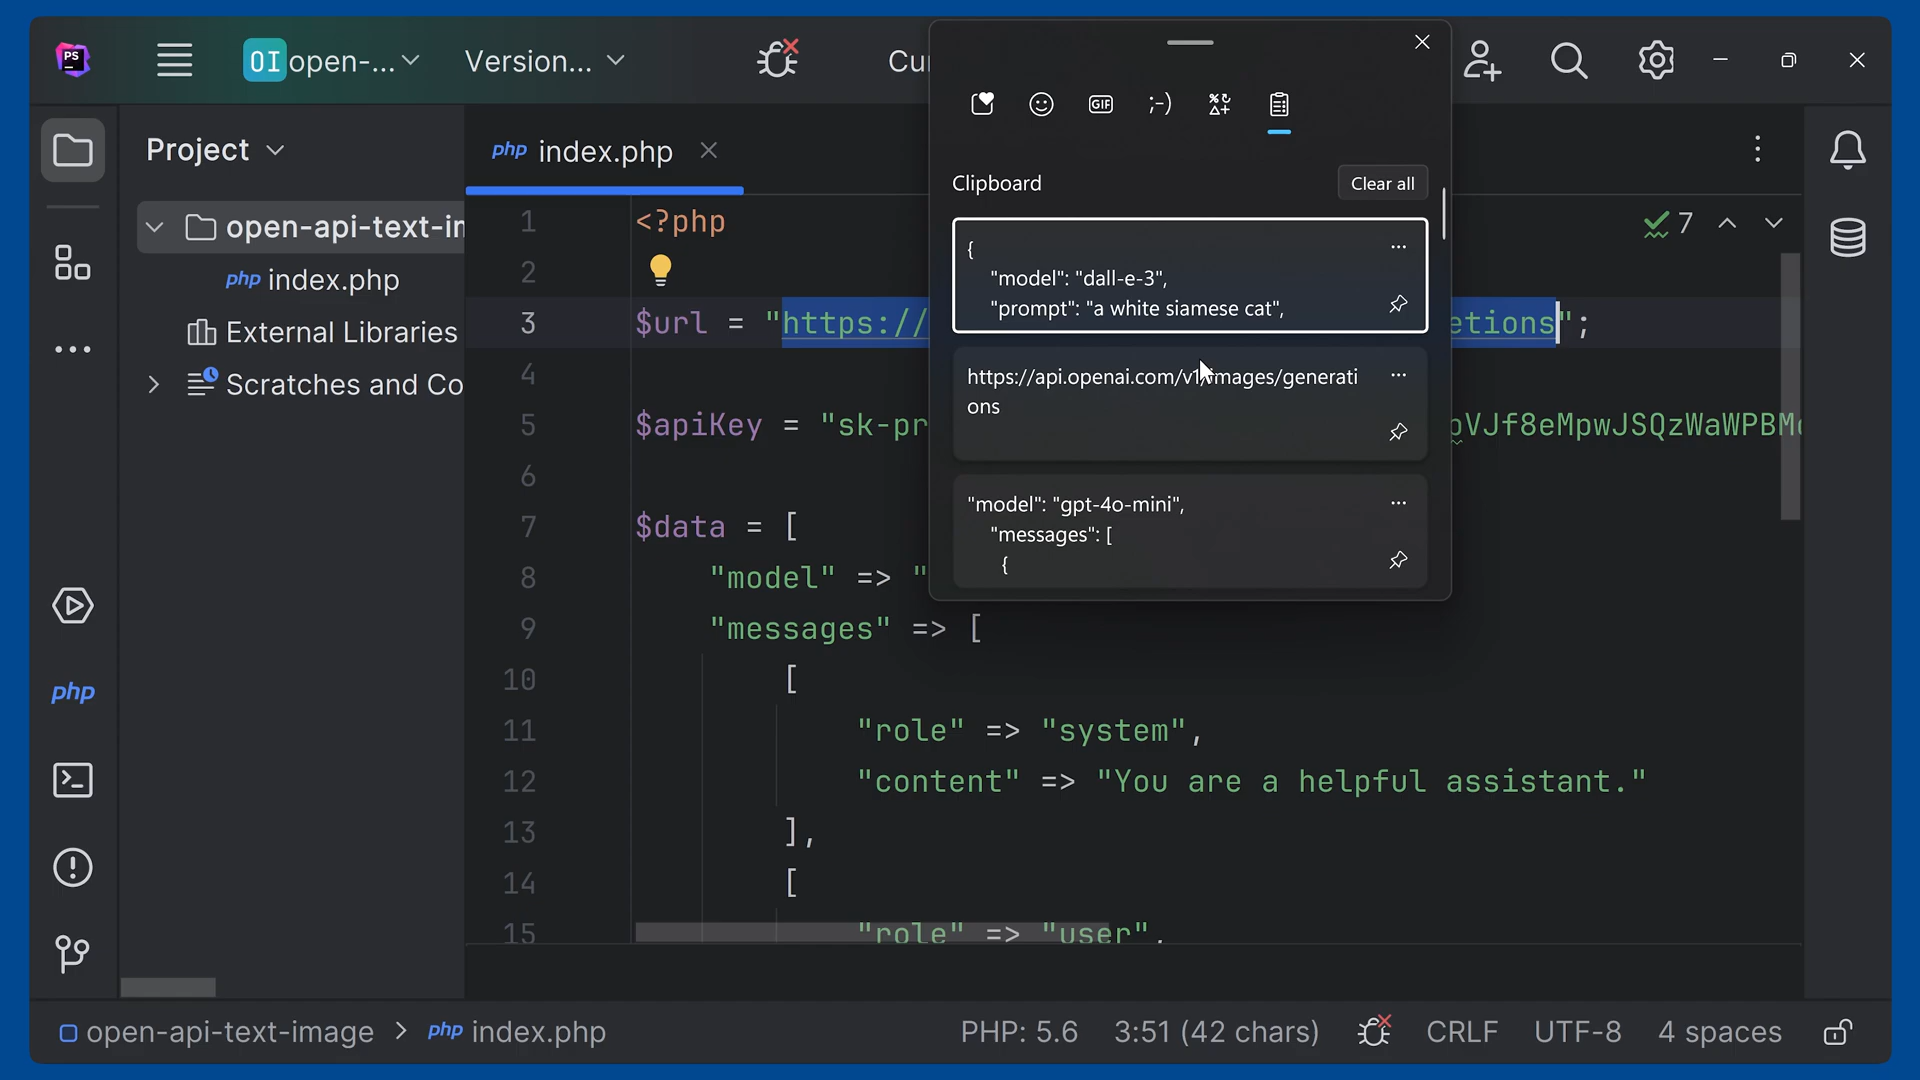 PS
OI open-...
Version...
Cu
Project
php index.php
GIF
;-)
Clipboard
Clear all
{
"model": "dall-e-3",
"prompt": "a white siamese cat",
https://api.openai.com/v1/images/generati
ons
"model": "gpt-4o-mini",
"messages": [
{
open-api-text-i
php index.php
External Libraries
Scratches and Co
7
1 <?php
2
3 $url = "https:// etions";
4
5 $apiKey = "sk-pr pVJf8eMpwJSQzWaWPBM
6
7 $data = [
8 "model" => "
9 "messages" => [
10 [
11 "role" => "system",
12 "content" => "You are a helpful assistant."
13 ],
14 [
15 "role" => "user",
php
open-api-text-image > php index.php
PHP: 5.6
3:51 (42 chars)
CRLF
UTF-8
4 spaces